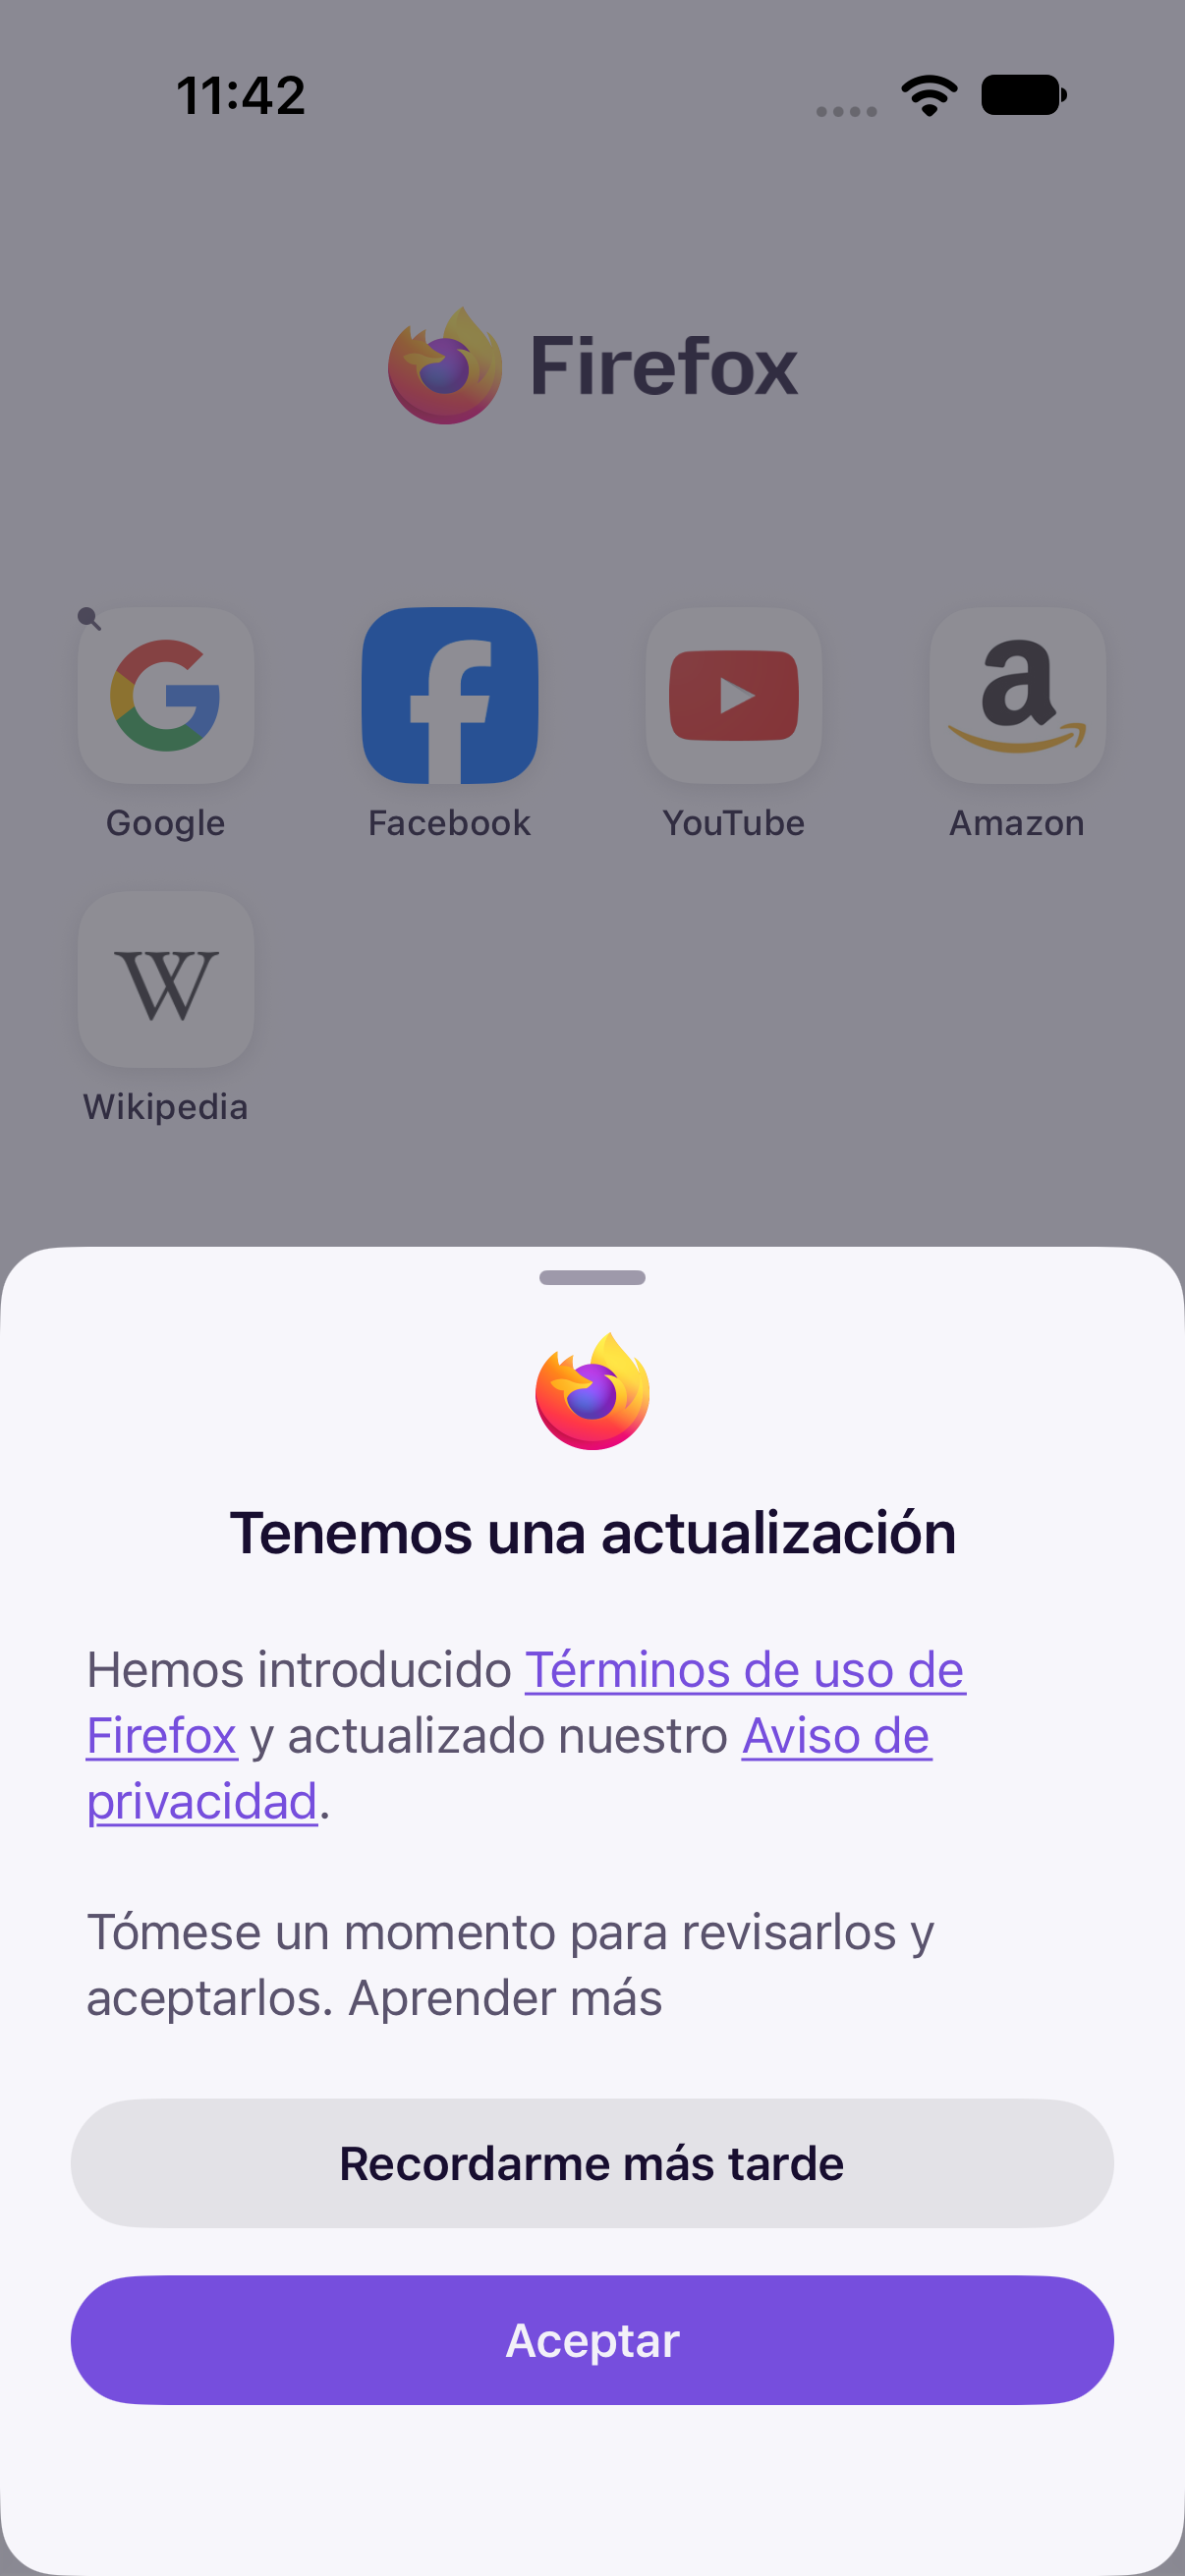 11:42
Firefox
Google
Facebook
YouTube
Amazon
Wikipedia
Tenemos una actualización
Hemos introducido Términos de uso de
Firefox y actualizado nuestro Aviso de
privacidad.
Tómese un momento para revisarlos y
aceptarlos. Aprender más
Recordarme más tarde
Aceptar